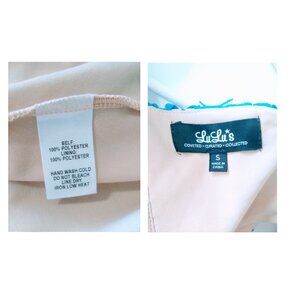 SELF
100% POLYESTER
LINING
100% POLYESTER
HAND WASH COLD
DO NOT BLEACH
LINE DRY
IRON LOW HEAT
LuLu*s
COVETED • CURATED • COLLECTED
S
MADE IN
CHINA